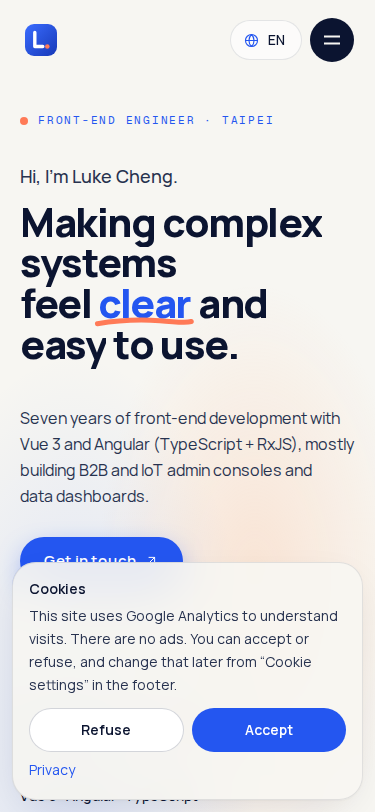 L.
EN
FRONT-END ENGINEER · TAIPEI
Hi, I'm Luke Cheng.
Making complex
systems
feel clear and
easy to use.
Seven years of front-end development with
Vue 3 and Angular (TypeScript + RxJS), mostly
building B2B and IoT admin consoles and
data dashboards.
Get in touch
Cookies
This site uses Google Analytics to understand
visits. There are no ads. You can accept or
refuse, and change that later from “Cookie
settings” in the footer.
Refuse
Accept
Privacy